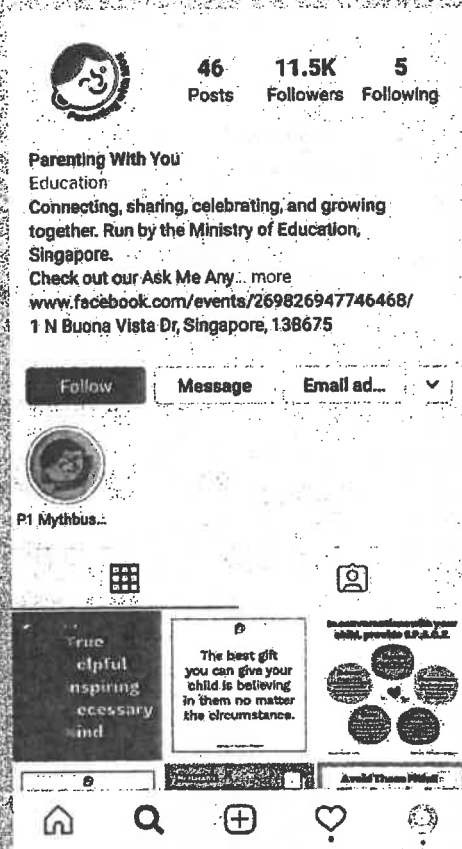 46 11.5K 5
Posts Followers Following
Parenting With You
Education
Connecting, sharing, celebrating, and growing
together. Run by the Ministry of Education,
Singapore.
Check out our Ask Me Any... more
www.facebook.com/events/269826947746468/
1 N Buona Vista Dr, Singapore, 138675
Follow Message Email ad...
P1 Mythbus...
True
elpful
nspiring
ecessary
ind
The best gift
you can give your
child is believing
in them no matter
the circumstance.
In conversations with your
child, provide S.P.A.C.E.
Avoid These